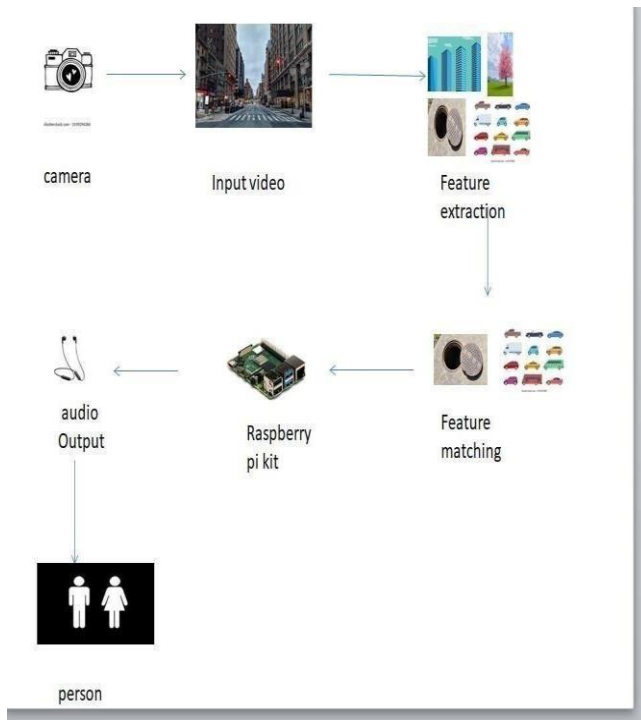 camera
Input video
Feature
extraction
Feature
matching
Raspberry
pi kit
audio
Output
person